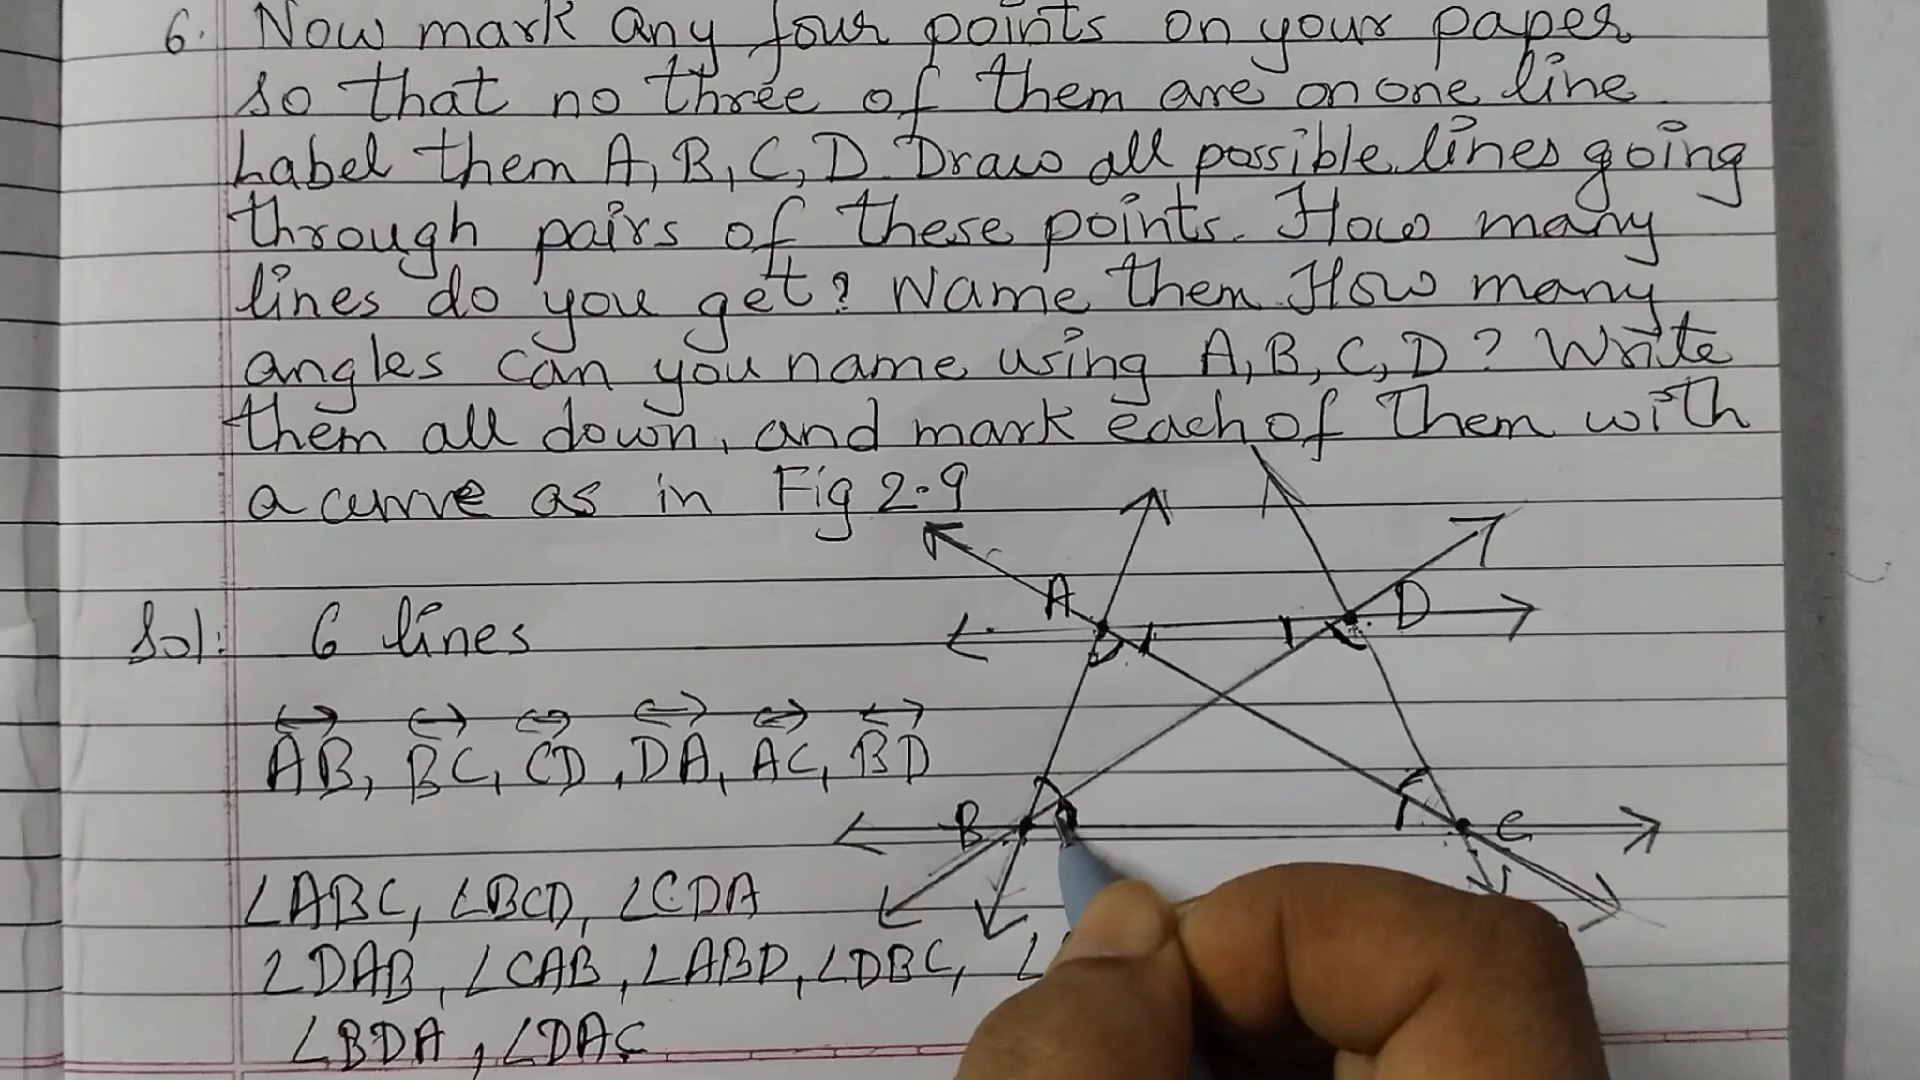 6. Now mark any four points on your paper
so that no three of them are on one line.
Label them A, B, C, D. Draw all possible lines going
through pairs of these points. How many
lines do you get? Name them. How many
angles can you name using A, B, C, D? Write
them all down, and mark each of them with
a curve as in Fig 2.9
A
D
Sol: 6 lines
AB, BC, CD, DA, AC, BD
B
C
∠ABC, ∠BCD, ∠CDA
∠DAB, ∠CAB, ∠ABD, ∠DBC, ∠
∠BDA, ∠DAC